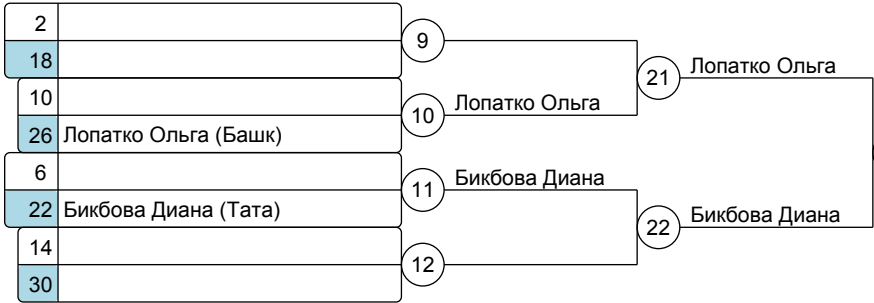 2
18
9
10
26 Лопатко Ольга (Башк)
10 Лопатко Ольга
21 Лопатко Ольга
6
22 Бикбова Диана (Тата)
11 Бикбова Диана
14
30
12
22 Бикбова Диана